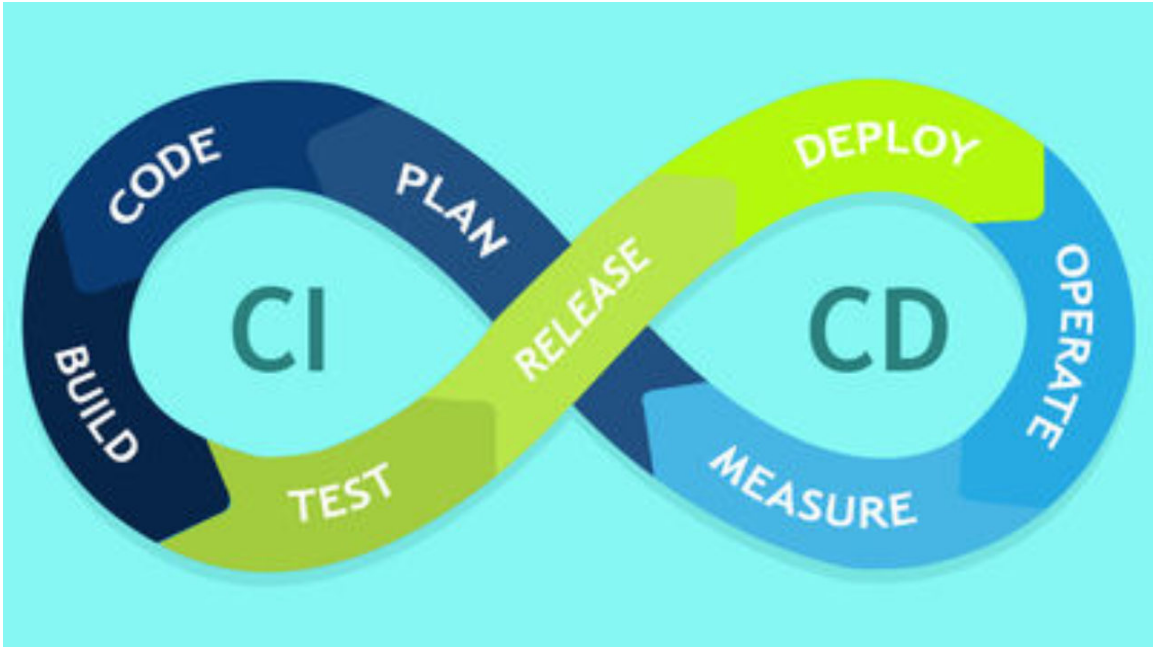 CODE
PLAN
DEPLOY
CI
RELEASE
CD
OPERATE
BUILD
TEST
MEASURE